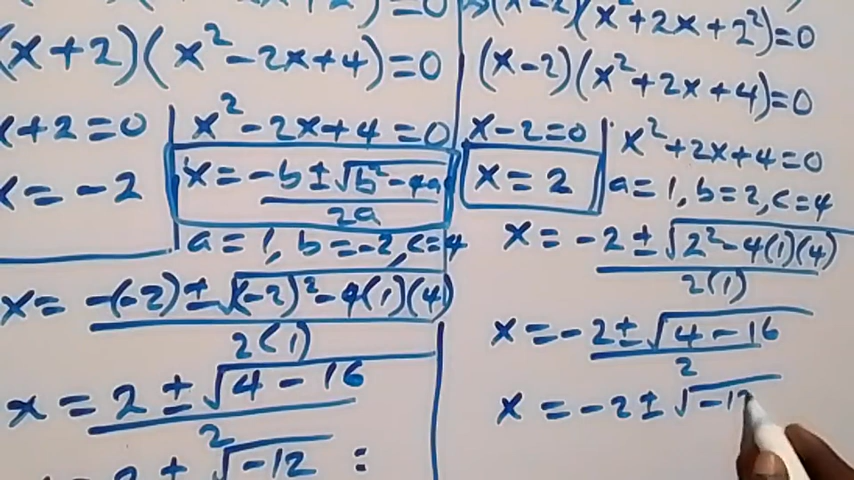 (x+2)(x²-2x+4)=0
x+2=0
x²-2x+4=0
x=-2
x=-b±√b²-4a
2a
a=1, b=-2, c=4
x=-(-2)±√(-2)²-4(1)(4)
2(1)
x=2±√4-16
2
2±√-12 :
(x²+2x+2²)=0
(x-2)(x²+2x+4)=0
x-2=0
x²+2x+4=0
x=2
a=1, b=2, c=4
x=-2±√2²-4(1)(4)
2(1)
x=-2±√4-16
2
x=-2±√-12